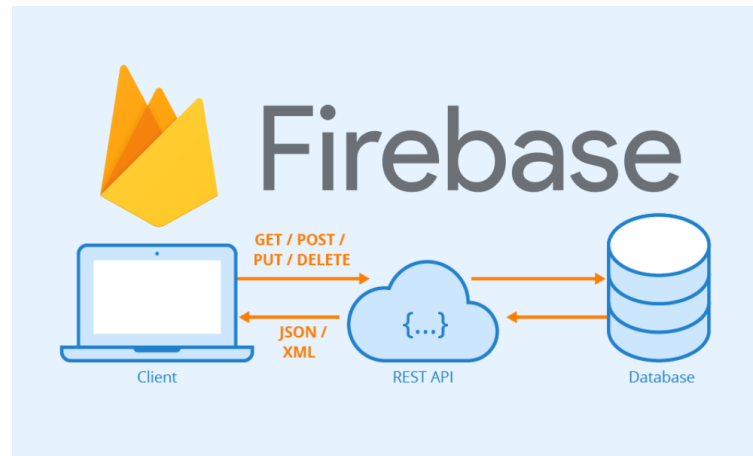 Firebase
GET / POST /
PUT / DELETE
{...}
JSON /
XML
Client
REST API
Database